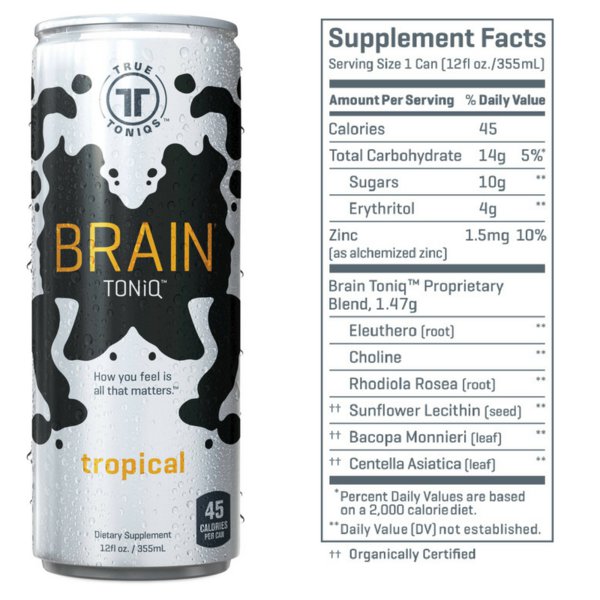 TRUE
TT
TONIQS™
BRAIN
TONiQ™
How you feel is
all that matters.™
tropical
45
CALORIES
PER CAN
Dietary Supplement
12fl oz. / 355mL
Supplement Facts
Serving Size 1 Can (12fl oz./355mL)
Amount Per Serving % Daily Value
Calories 45
Total Carbohydrate 14g 5%*
Sugars 10g **
Erythritol 4g **
Zinc 1.5mg 10%
(as alchemized zinc)
Brain Toniq™ Proprietary
Blend, 1.47g
Eleuthero (root) **
Choline **
Rhodiola Rosea (root) **
†† Sunflower Lecithin (seed) **
†† Bacopa Monnieri (leaf) **
†† Centella Asiatica (leaf) **
*Percent Daily Values are based
on a 2,000 calorie diet.
**Daily Value (DV) not established.
†† Organically Certified